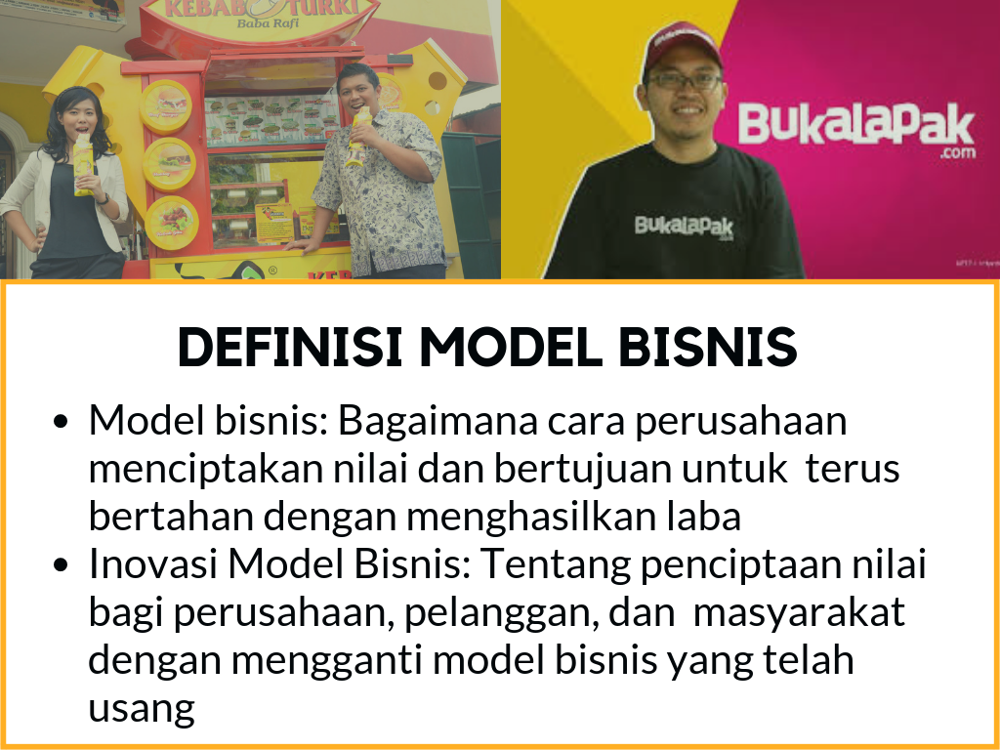 KEBAB TURKI
Baba Rafi
BukaLapak
.com
BukaLapak
®
KEB
DEFINISI MODEL BISNIS
• Model bisnis: Bagaimana cara perusahaan
menciptakan nilai dan bertujuan untuk terus
bertahan dengan menghasilkan laba
• Inovasi Model Bisnis: Tentang penciptaan nilai
bagi perusahaan, pelanggan, dan masyarakat
dengan mengganti model bisnis yang telah
usang